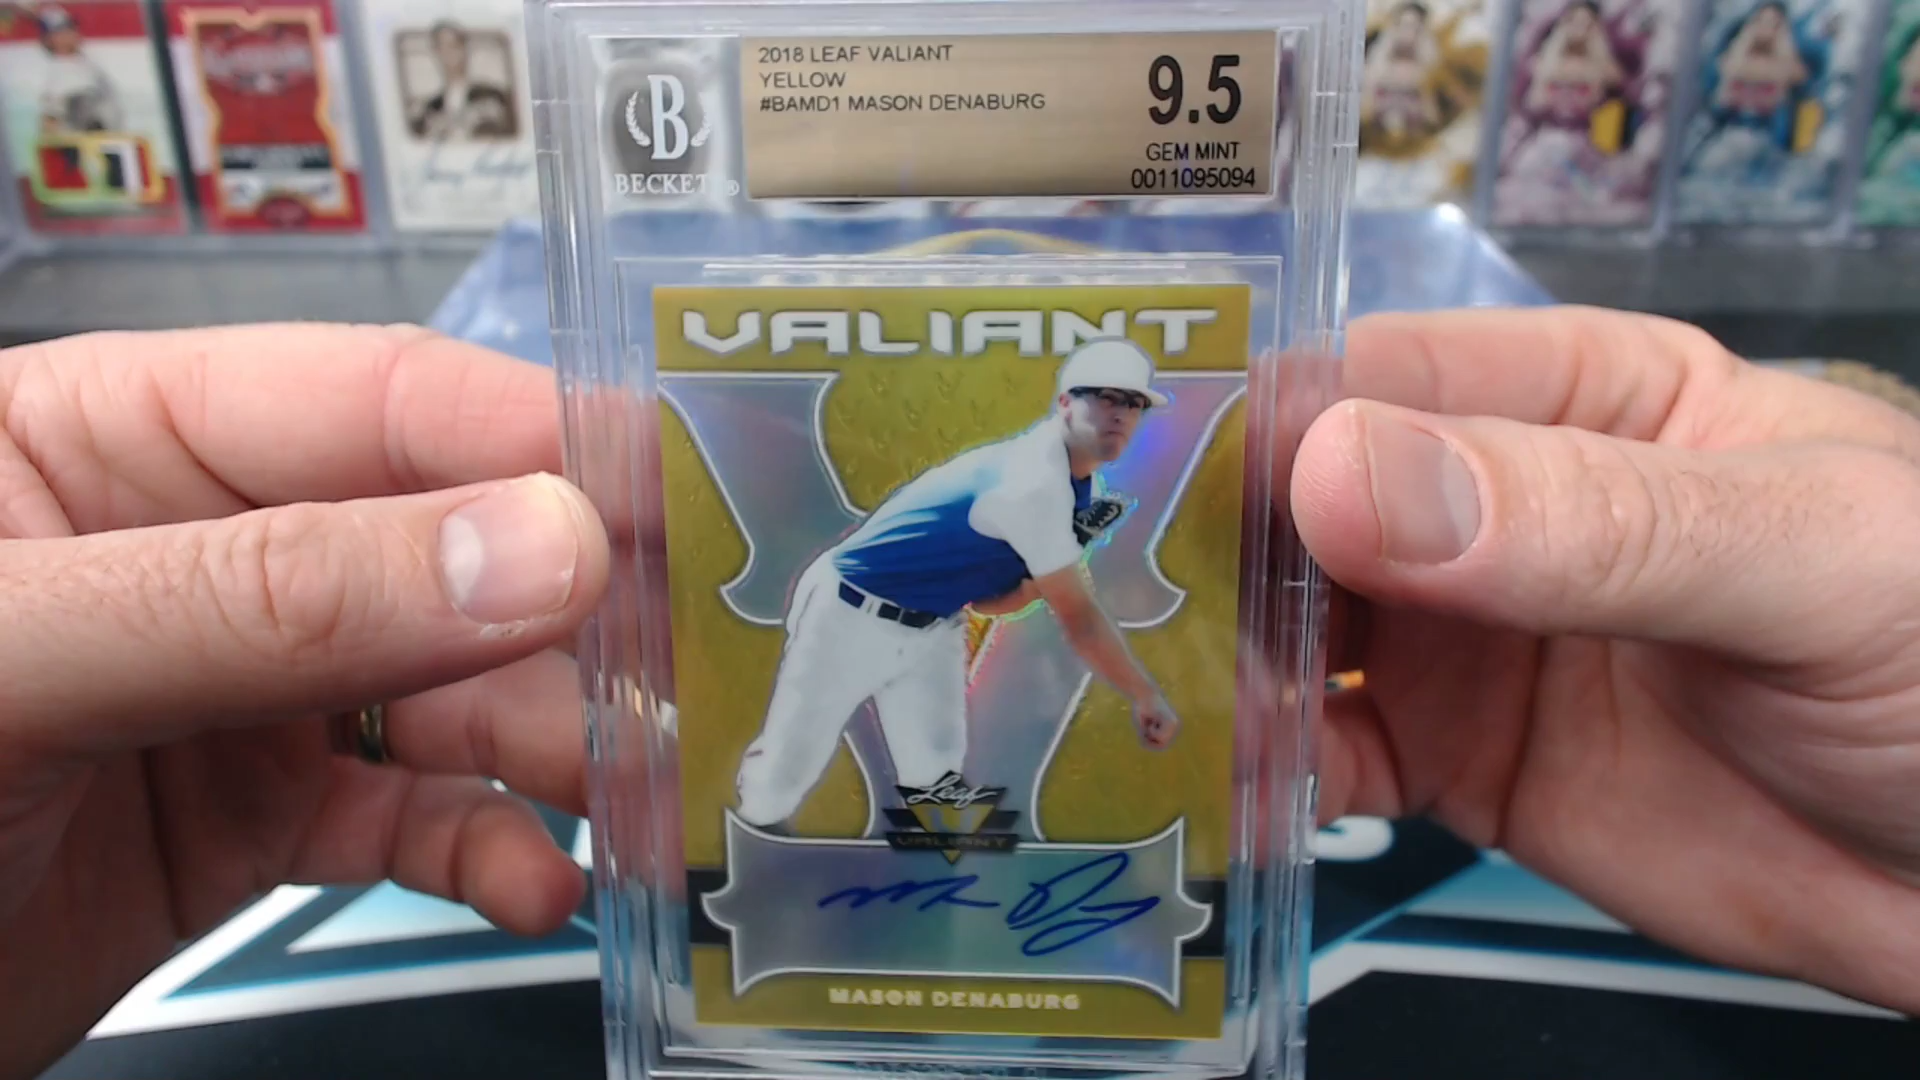 2018 LEAF VALIANT
YELLOW
#BAMD1 MASON DENABURG
9.5
GEM MINT
0011095094
B
BECKETT®
VALIANT
Leaf
VALIANT
MASON DENABURG